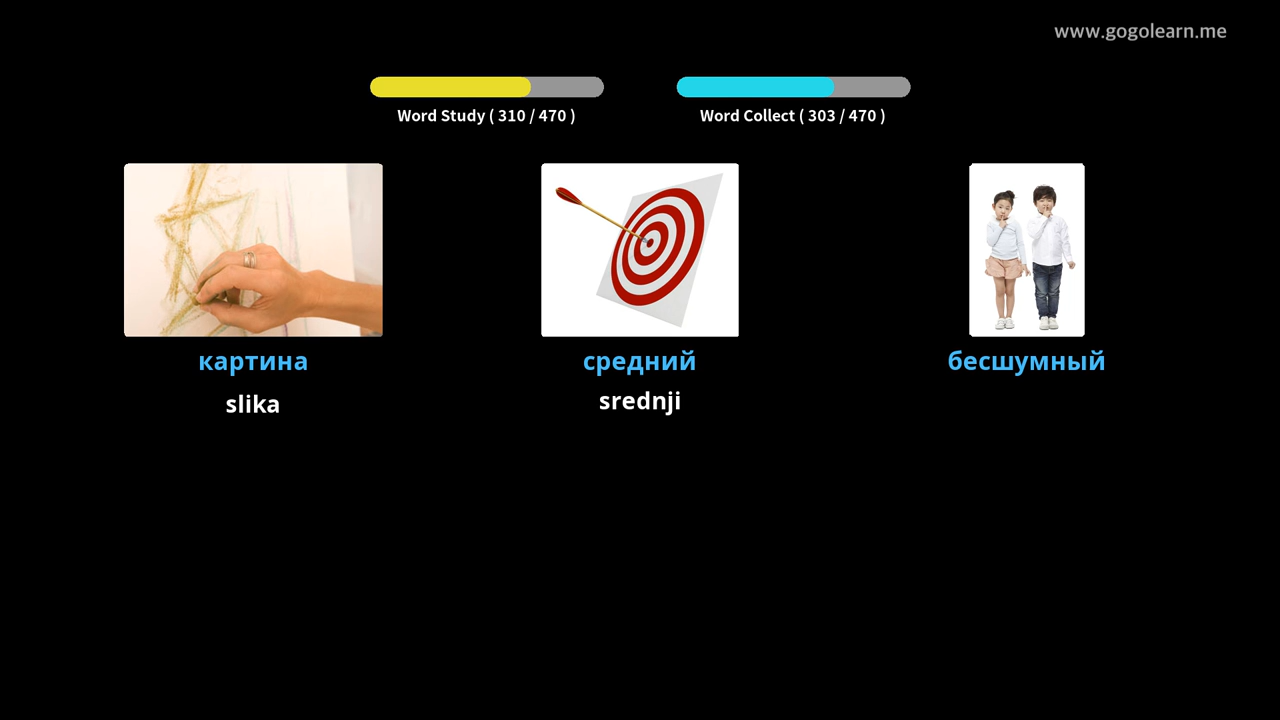 www.gogolearn.me
Word Study ( 310 / 470 )
Word Collect ( 303 / 470 )
картина
средний
бесшумный
slika
srednji